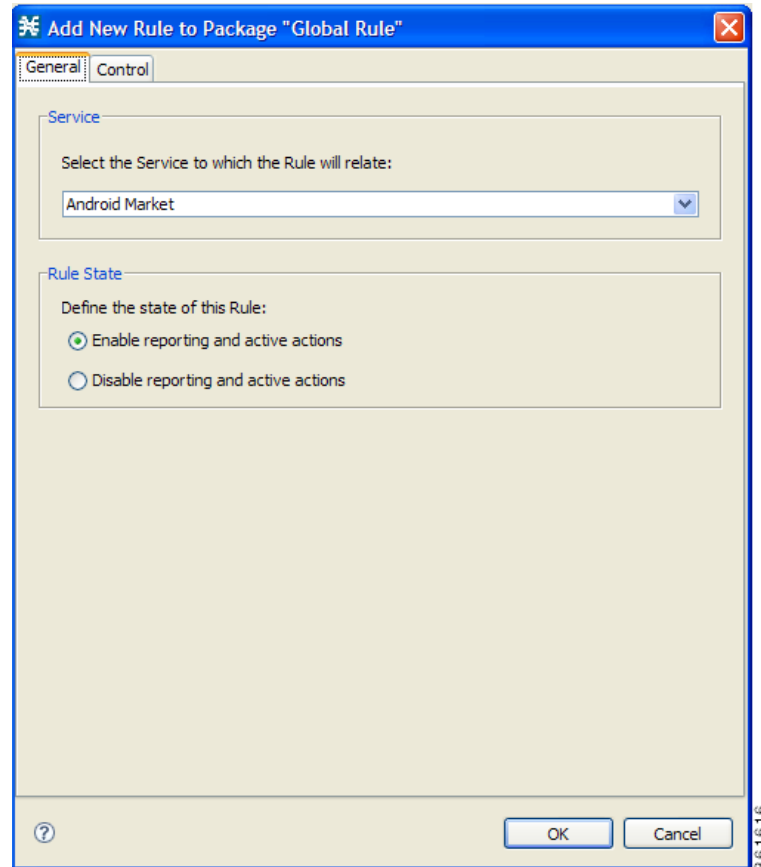 Add New Rule to Package "Global Rule"
General
Control
Service
Select the Service to which the Rule will relate:
Android Market
Rule State
Define the state of this Rule:
Enable reporting and active actions
Disable reporting and active actions
?
OK
Cancel